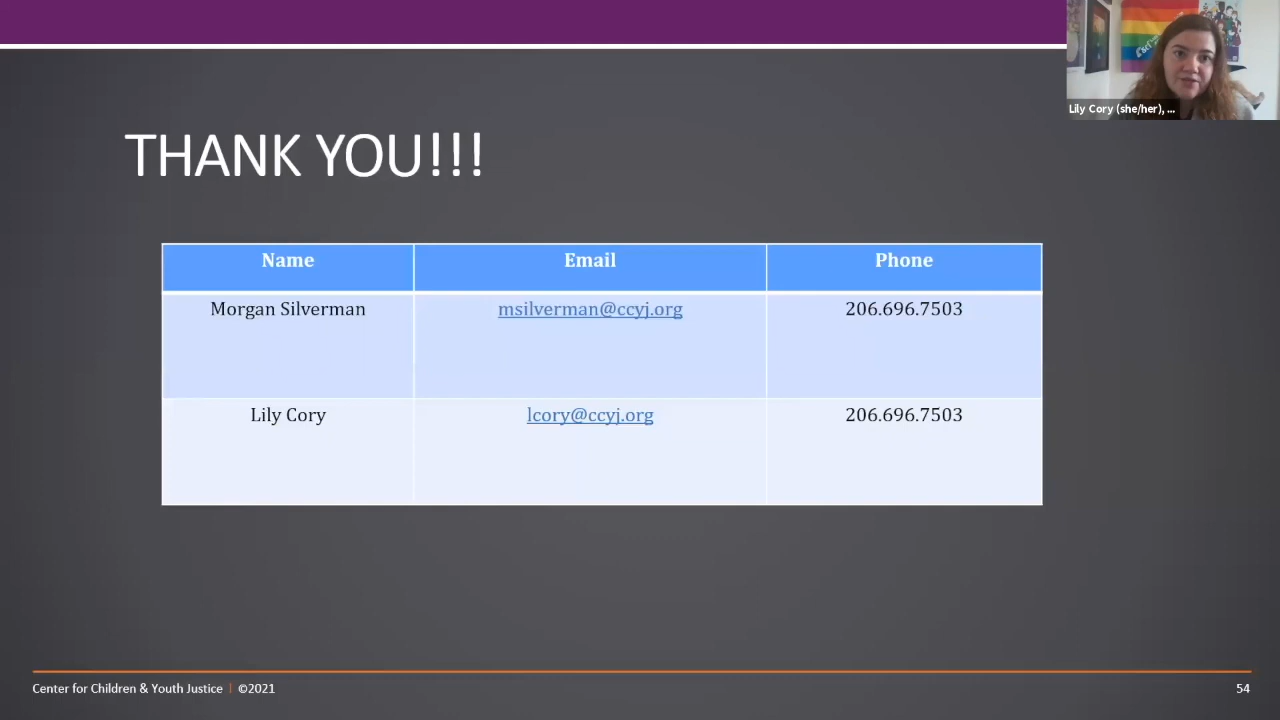 Lily Cory (she/her), ...
THANK YOU!!!
Name Email Phone
Morgan Silverman msilverman@ccyj.org 206.696.7503
Lily Cory lcory@ccyj.org 206.696.7503
Center for Children & Youth Justice | ©2021 54